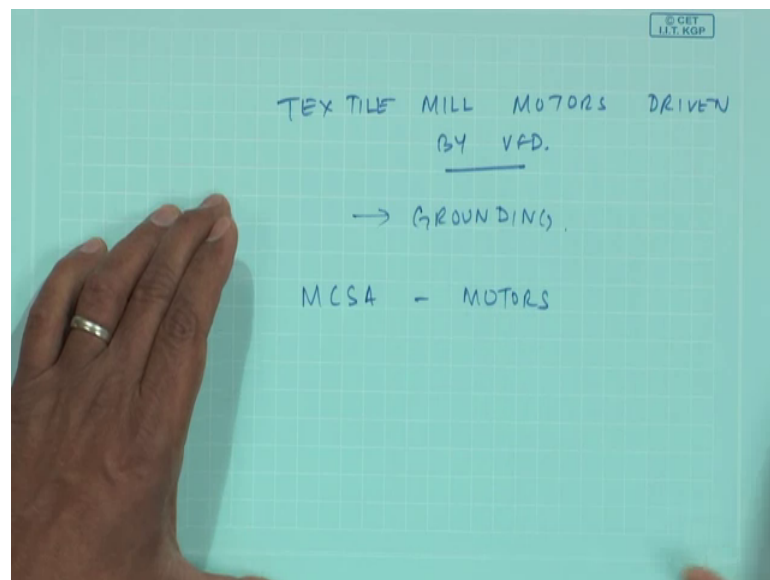 © CET
I.I.T. KGP
TEXTILE MILL MOTORS DRIVEN
BY VFD.
→ GROUNDING.
MCSA - MOTORS